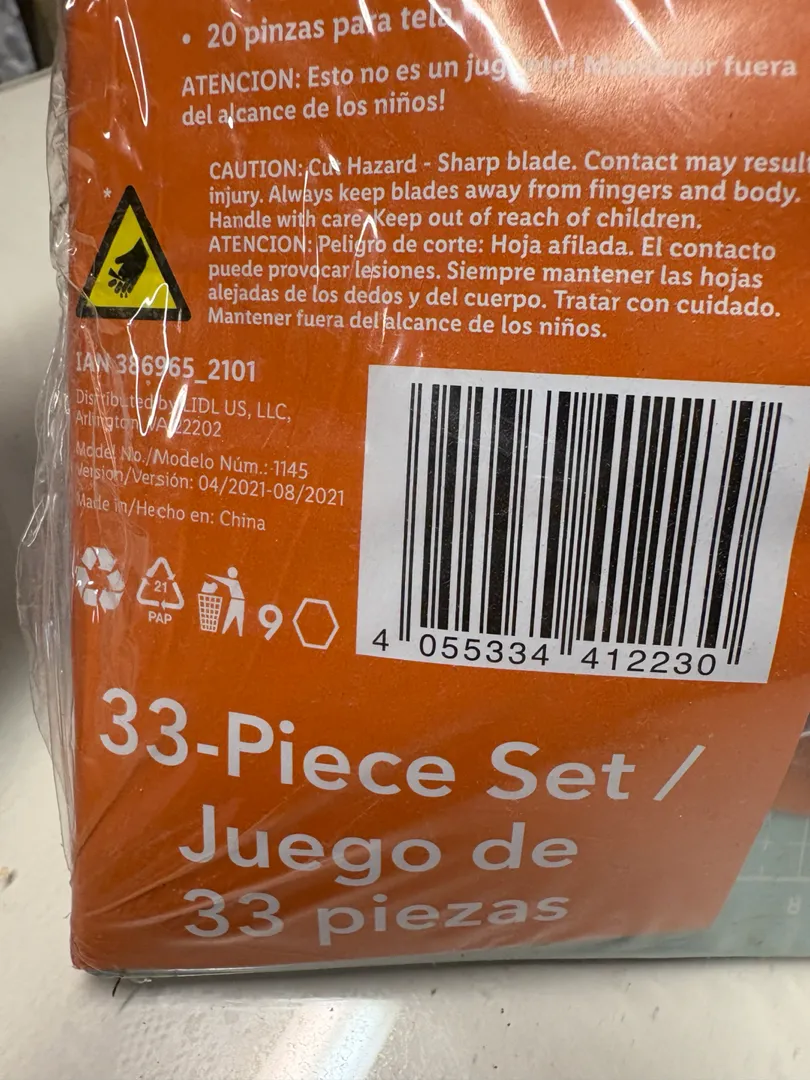 • 20 pinzas para tela
ATENCION: Esto no es un juguete! Mantener fuera
del alcance de los niños!
CAUTION: Cut Hazard - Sharp blade. Contact may result
injury. Always keep blades away from fingers and body.
Handle with care. Keep out of reach of children.
ATENCION: Peligro de corte: Hoja afilada. El contacto
puede provocar lesiones. Siempre mantener las hojas
alejadas de los dedos y del cuerpo. Tratar con cuidado.
Mantener fuera del alcance de los niños.
*
IAN 386965_2101
Distributed by LIDL US, LLC,
Arlington, VA 22202
Model No./Modelo Núm.: 1145
Version/Versión: 04/2021-08/2021
Made in/Hecho en: China
21
PAP
9
4 055334 412230
33-Piece Set /
Juego de
33 piezas
8